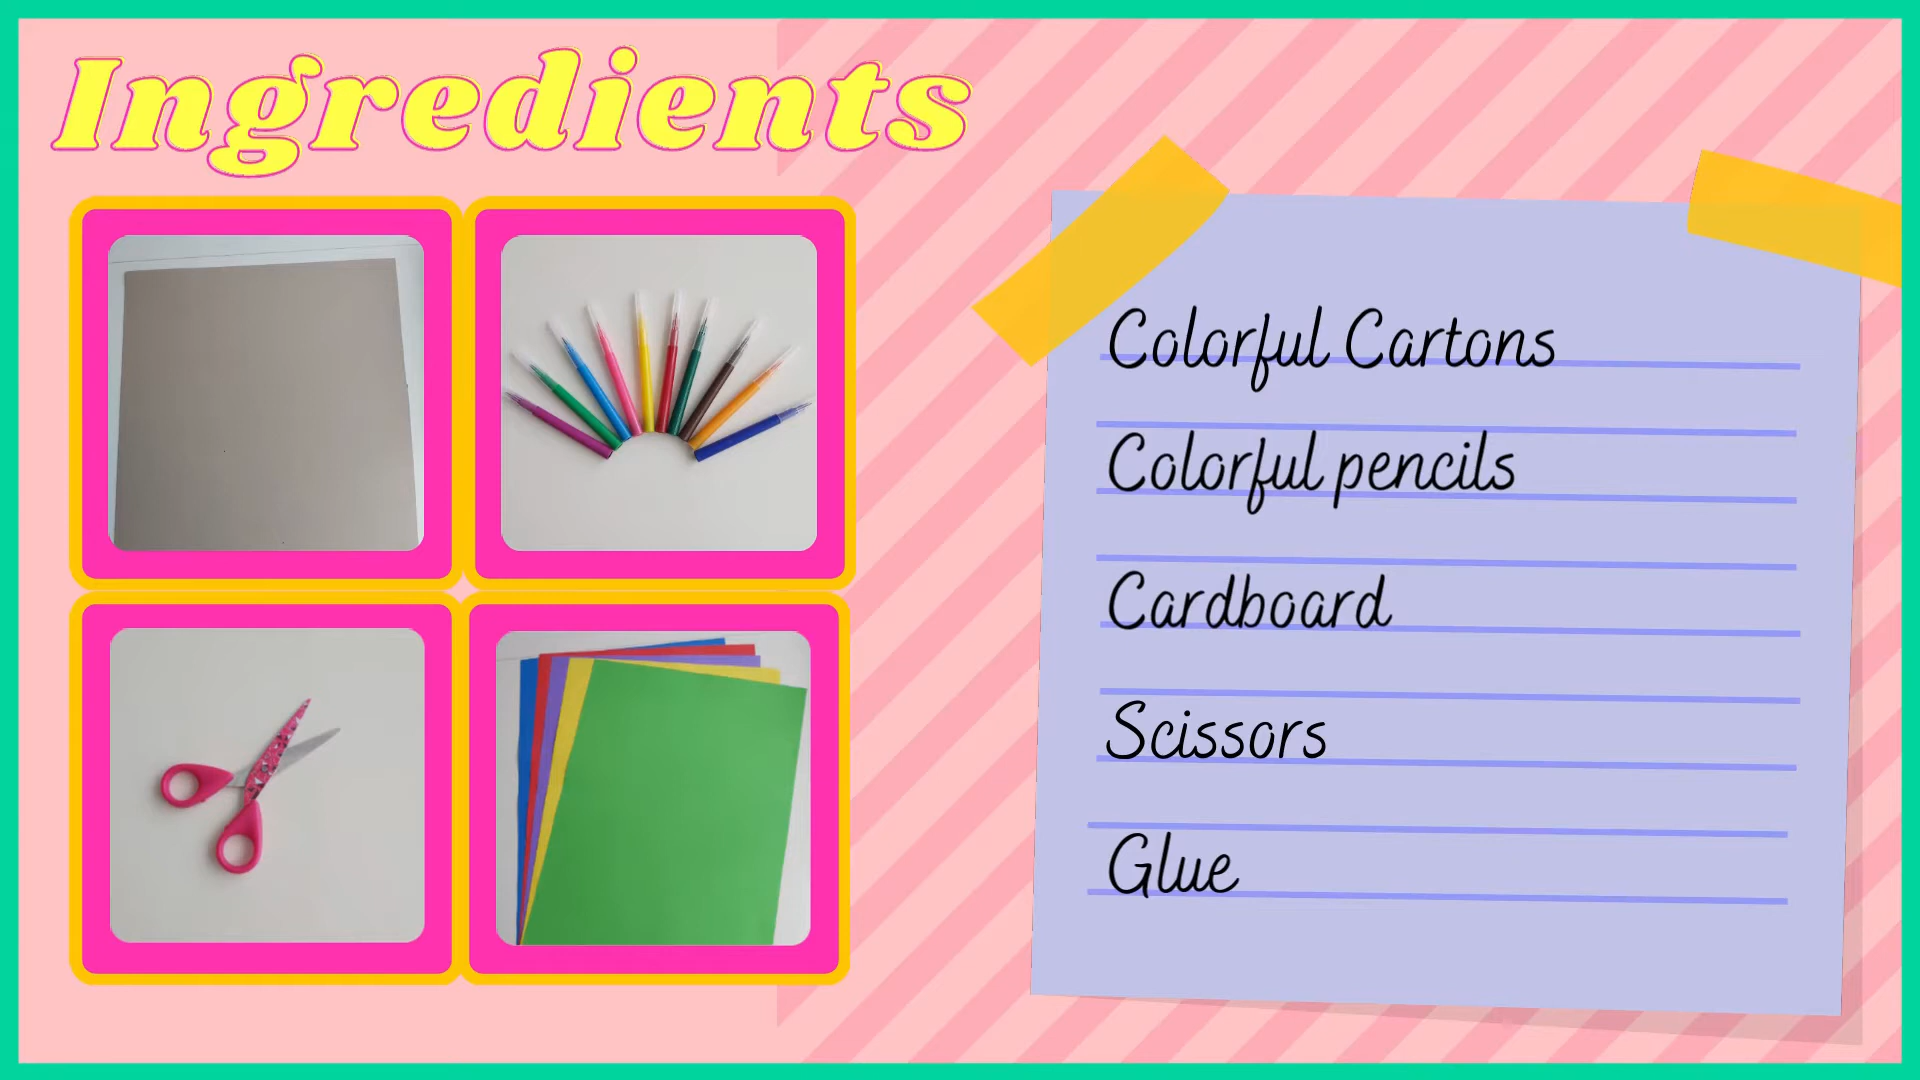 Ingredients
Colorful Cartons
Colorful pencils
Cardboard
Scissors
Glue